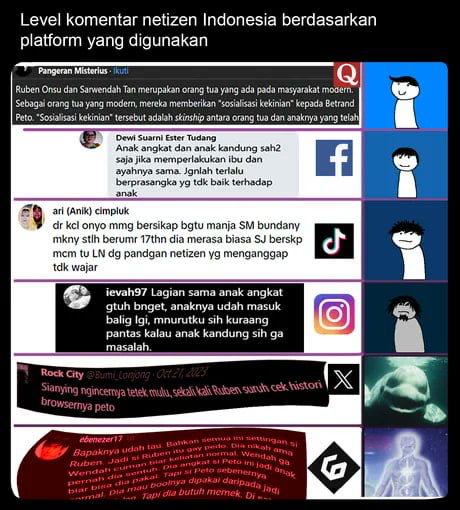 Level komentar netizen Indonesia berdasarkan
platform yang digunakan
Pangeran Misterius · Ikuti
Ruben Onsu dan Sarwendah Tan merupakan orang tua yang ada pada masyarakat modern.
Sebagai orang tua yang modern, mereka memberikan "sosialisasi kekinian" kepada Betrand
Peto. "Sosialisasi kekinian" tersebut adalah skinship antara orang tua dan anaknya yang telah
Q
Dewi Suarni Ester Tudang
Anak angkat dan anak kandung sah2
saja jika memperlakukan ibu dan
ayahnya sama. Jgnlah terlalu
berprasangka yg tdk baik terhadap
anak
f
ari (Anik) cimpluk
dr kcl onyo mmg bersikap bgtu manja SM bundany
mkny stlh berumr 17thn dia merasa biasa SJ berskp
mcm tu LN dg pandgan netizen yg menganggap
tdk wajar
ievah97 Lagian sama anak angkat
gtuh bnget, anaknya udah masuk
balig lgi, mnurutku sih kuraang
pantas kalau anak kandung sih ga
masalah.
Rock City @Bumi_Lonjong · Oct 21, 2023
Sianying ngincernya tetek mulu, sekali kali Ruben suruh cek histori
browsernya peto
X
ebenezer17
Bapaknya udah tau. Bahkan semua ini settingan si
Ruben. Jadi si Ruben itu gay pedo. Dia nikah ama
Wendah cuman biar keliatan normal. Wendah ga
pernah dia sentuh. Dia angkat si Peto ini jadi anak
biar bisa dia pakai. Tapi si Peto sebenernya
normal. Dia mau boolnya dipakai daripada jadi
Tapi dia butuh memek. Di